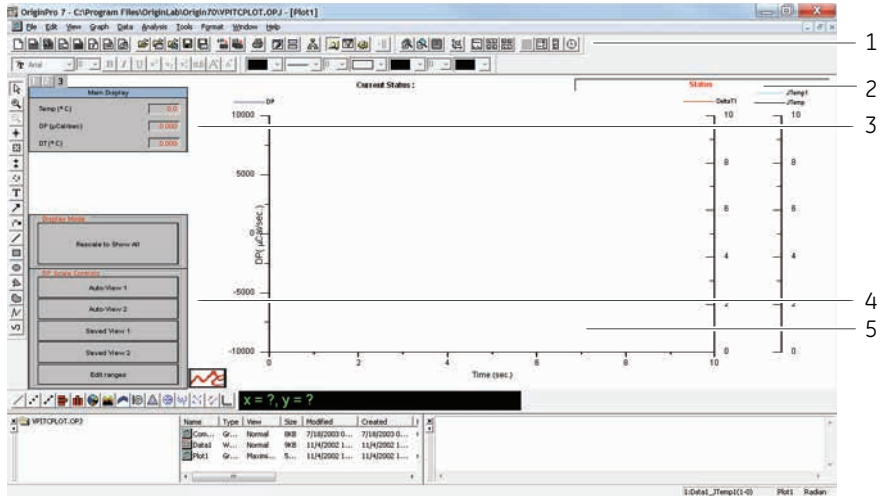 OriginPro 7 - C:\Program Files\OriginLab\Origin70\VPITCPLOT.OPJ - [Plot1]
File Edit View Graph Data Analysis Tools Format Window Help
1
Arial
3
Main Display
Temp (ºC) 0.0
DP (µCal/sec) 0.000
DT (ºC) 0.000
Current Status :
Status
2
3
DP
DeltaT1
JTemp1
JTemp
10000
5000
0
-5000
-10000
DP( µCal/sec.)
10
8
6
4
2
0
10
8
6
4
2
0
0 2 4 6 8 10
Time (sec.)
Display Mode
Rescale to Show All
DP Scale Controls
Auto-View 1
Auto-View 2
Saved View 1
Saved View 2
Edit ranges
4
5
x = ?, y = ?
VPITCPLOT.OPJ
Name Type View Size Modified Created
Com... Gr... Normal 8KB 7/18/2003 0... 7/18/2003 0...
Data1 W... Normal 9KB 11/4/2002 1... 11/4/2002 1...
Plot1 Gr... Maximi... 5... 11/4/2002 1... 11/4/2002 1...
1:Data1_JTemp1(1-0) Plot1 Radian